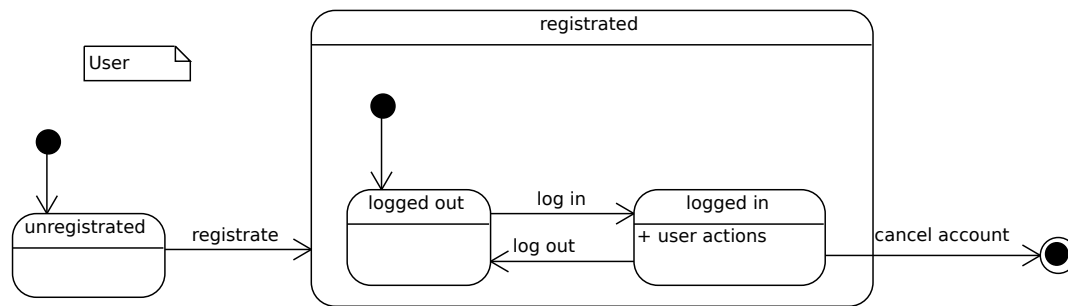 registrated
User
logged out
log in
logged in
unregistrated
registrate
+ user actions
cancel account
log out